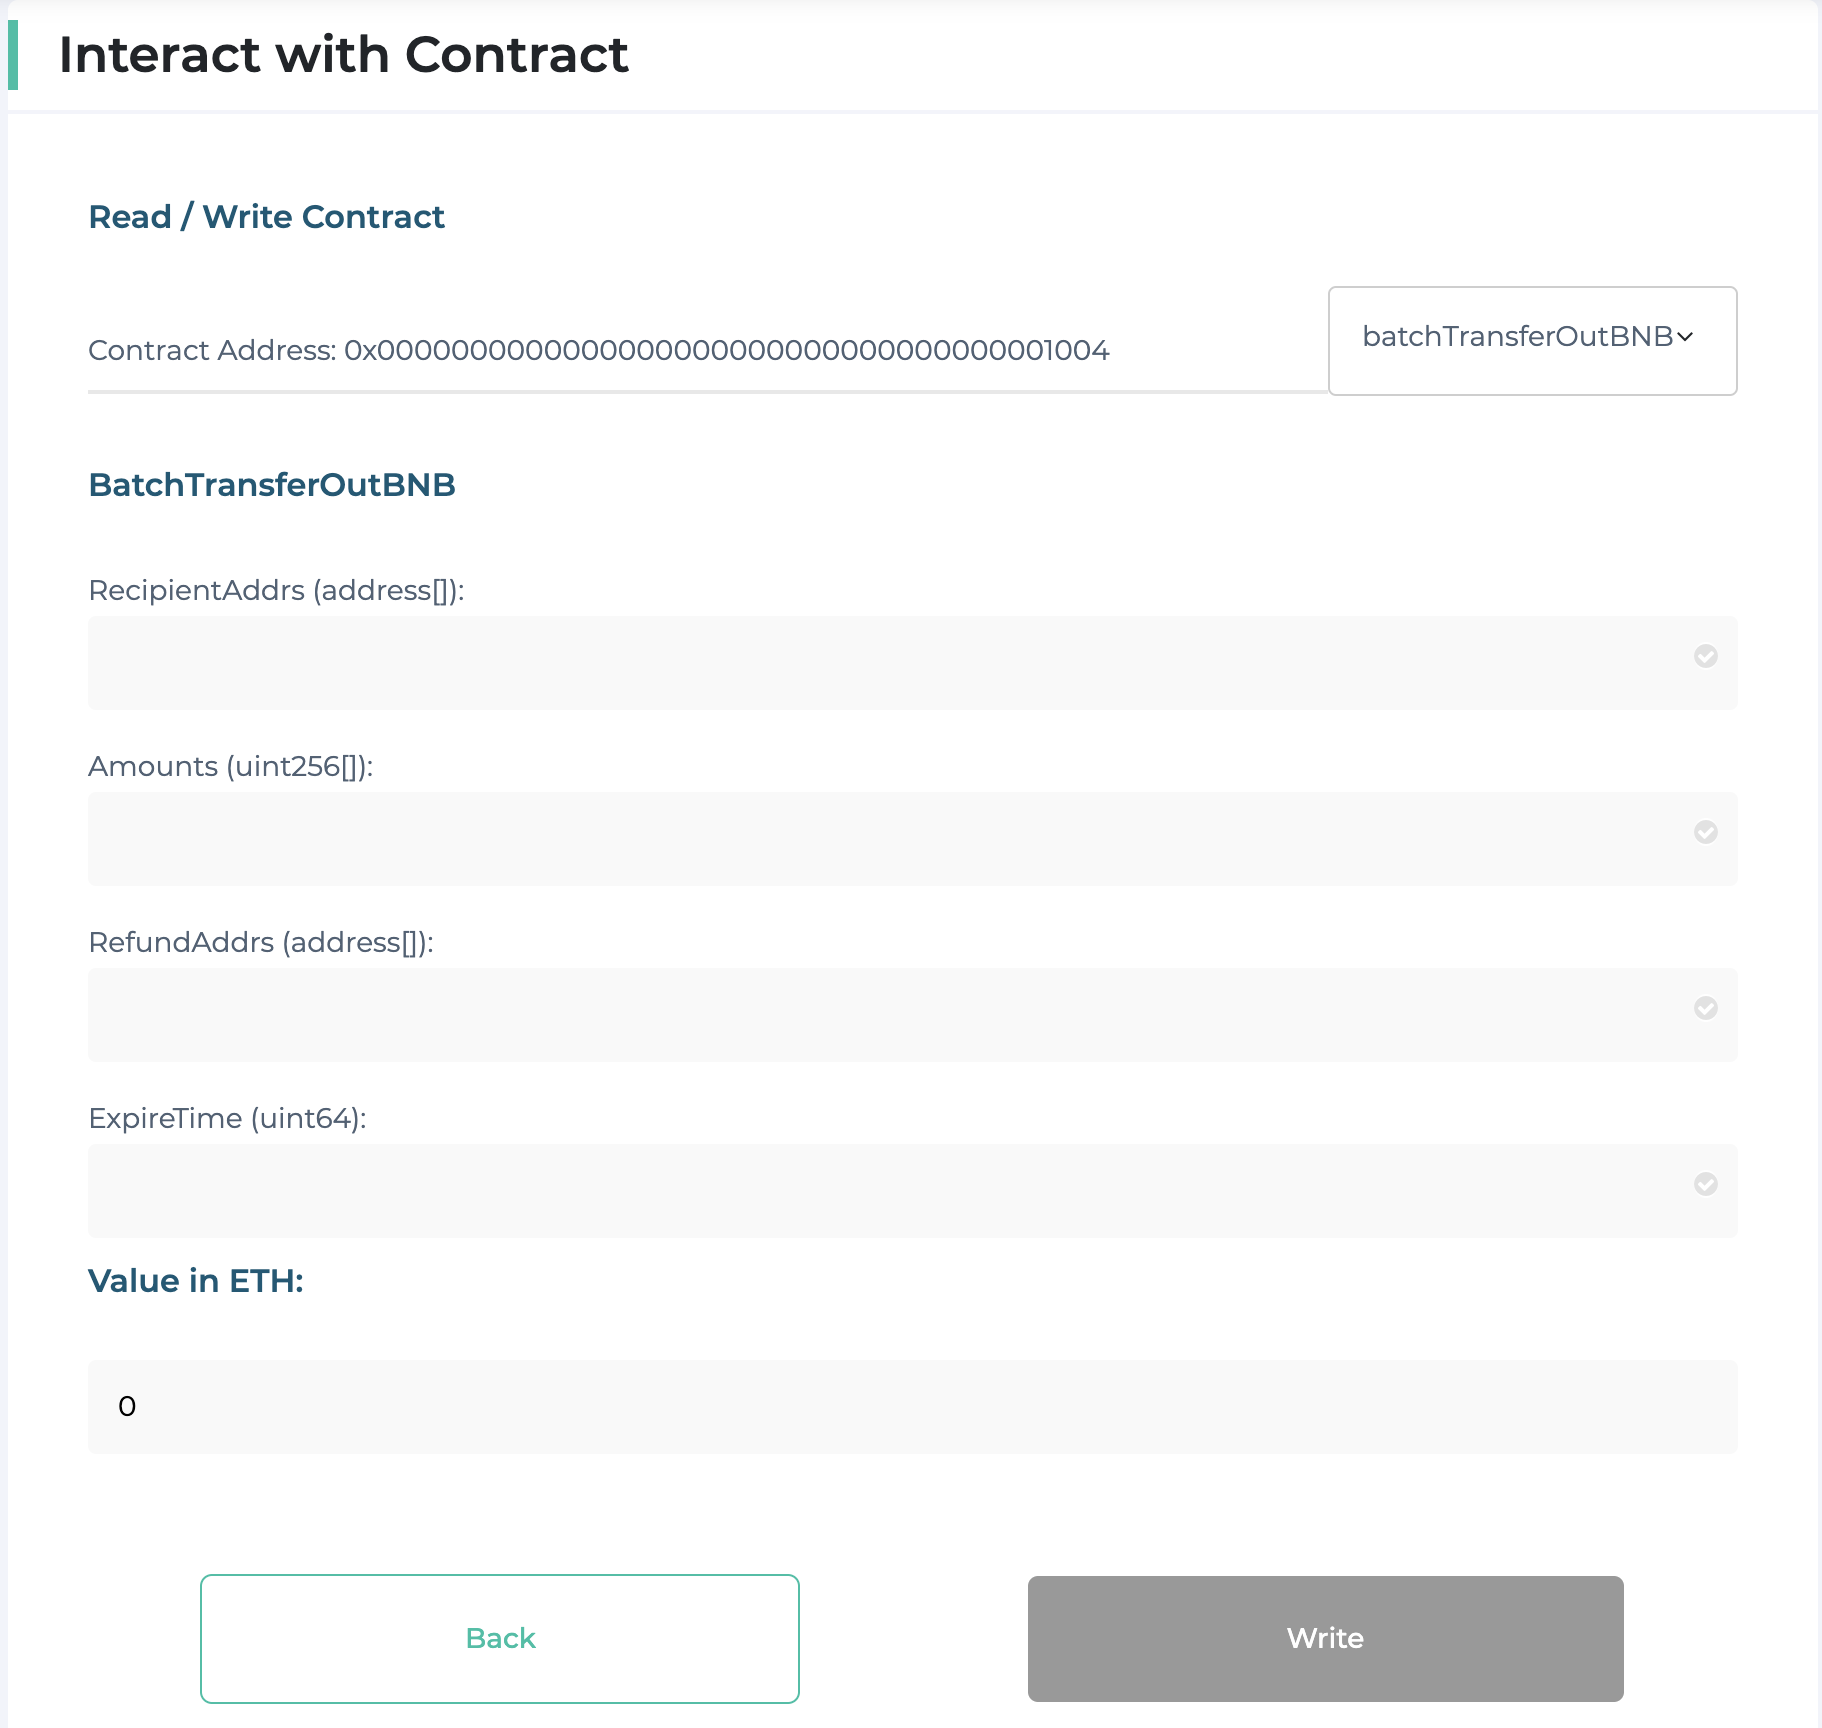 Interact with Contract
Read / Write Contract
Contract Address: 0x0000000000000000000000000000000000001004
batchTransferOutBNB
BatchTransferOutBNB
RecipientAddrs (address[]):
Amounts (uint256[]):
RefundAddrs (address[]):
ExpireTime (uint64):
Value in ETH:
0
Back
Write